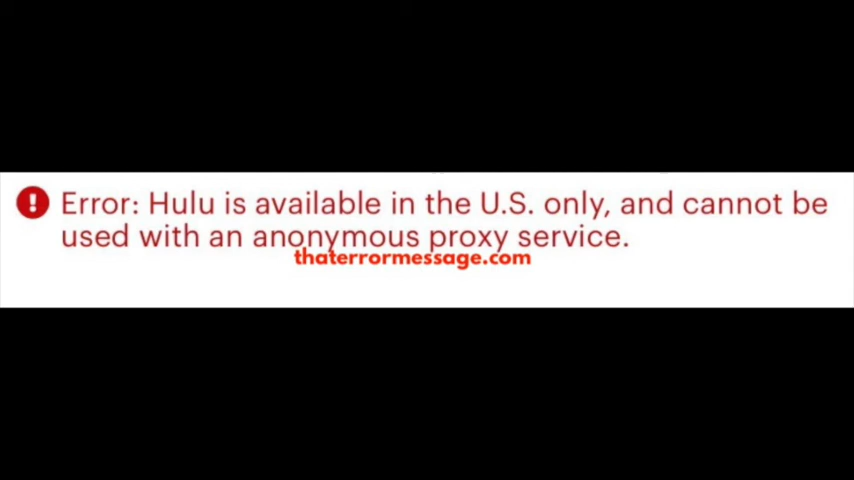 Error: Hulu is available in the U.S. only, and cannot be
used with an anonymous proxy service.
thaterrormessage.com